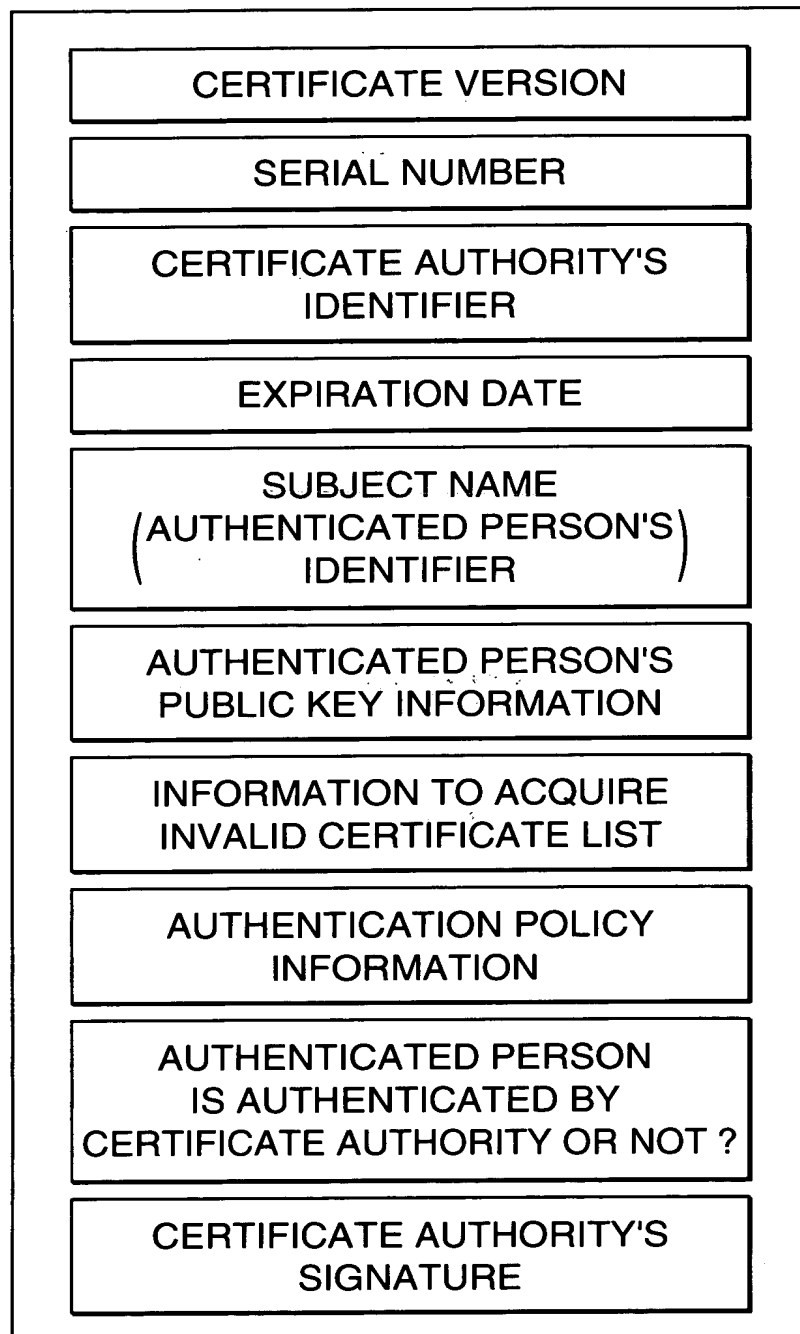 CERTIFICATE VERSION
SERIAL NUMBER
CERTIFICATE AUTHORITY'S
IDENTIFIER
EXPIRATION DATE
SUBJECT NAME
(AUTHENTICATED PERSON'S
IDENTIFIER)
AUTHENTICATED PERSON'S
PUBLIC KEY INFORMATION
INFORMATION TO ACQUIRE
INVALID CERTIFICATE LIST
AUTHENTICATION POLICY
INFORMATION
AUTHENTICATED PERSON
IS AUTHENTICATED BY
CERTIFICATE AUTHORITY OR NOT ?
CERTIFICATE AUTHORITY'S
SIGNATURE